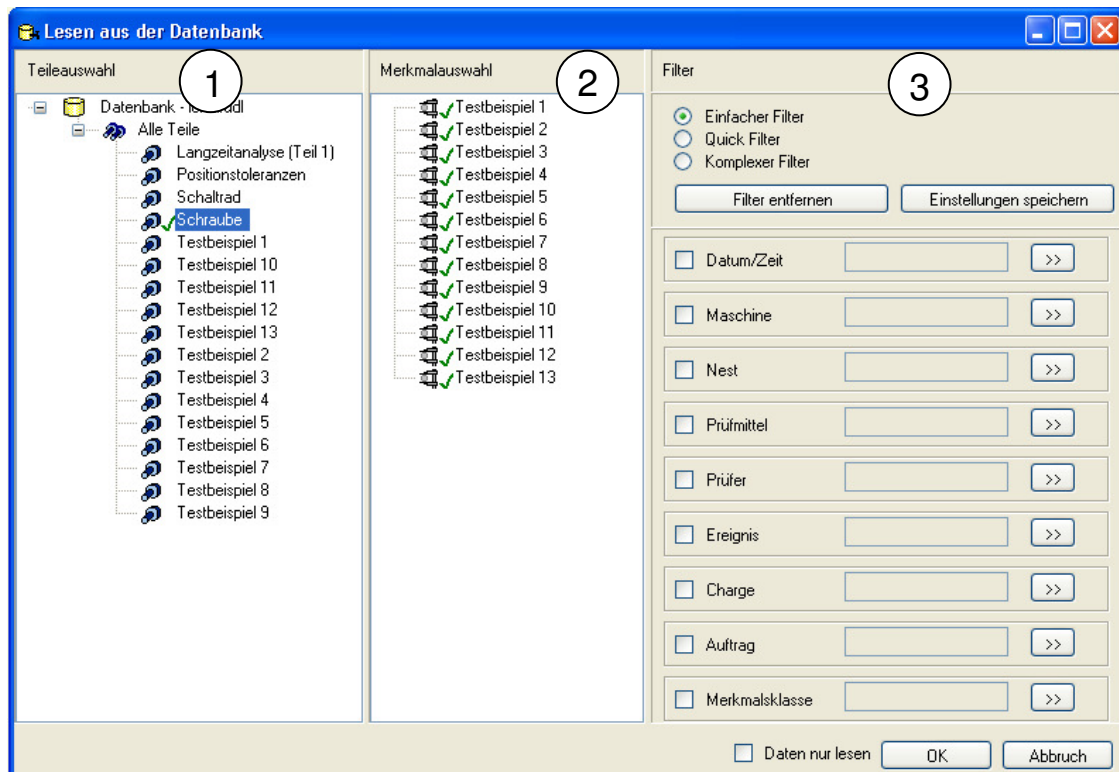 Lesen aus der Datenbank
Teileauswahl
1
Datenbank -
Alle Teile
Langzeitanalyse (Teil 1)
Positionstoleranzen
Schaltrad
Schraube
Testbeispiel 1
Testbeispiel 10
Testbeispiel 11
Testbeispiel 12
Testbeispiel 13
Testbeispiel 2
Testbeispiel 3
Testbeispiel 4
Testbeispiel 5
Testbeispiel 6
Testbeispiel 7
Testbeispiel 8
Testbeispiel 9
Merkmalauswahl
2
Testbeispiel 1
Testbeispiel 2
Testbeispiel 3
Testbeispiel 4
Testbeispiel 5
Testbeispiel 6
Testbeispiel 7
Testbeispiel 8
Testbeispiel 9
Testbeispiel 10
Testbeispiel 11
Testbeispiel 12
Testbeispiel 13
Filter
3
Einfacher Filter
Quick Filter
Komplexer Filter
Filter entfernen Einstellungen speichern
Datum/Zeit >>
Maschine >>
Nest >>
Prüfmittel >>
Prüfer >>
Ereignis >>
Charge >>
Auftrag >>
Merkmalsklasse >>
Daten nur lesen OK Abbruch